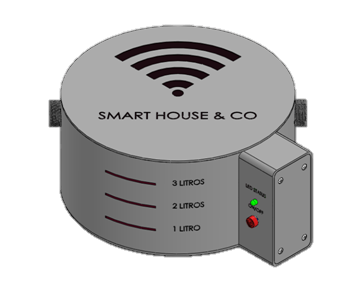 SMART HOUSE & CO
3 LITROS
2 LITROS
1 LITRO